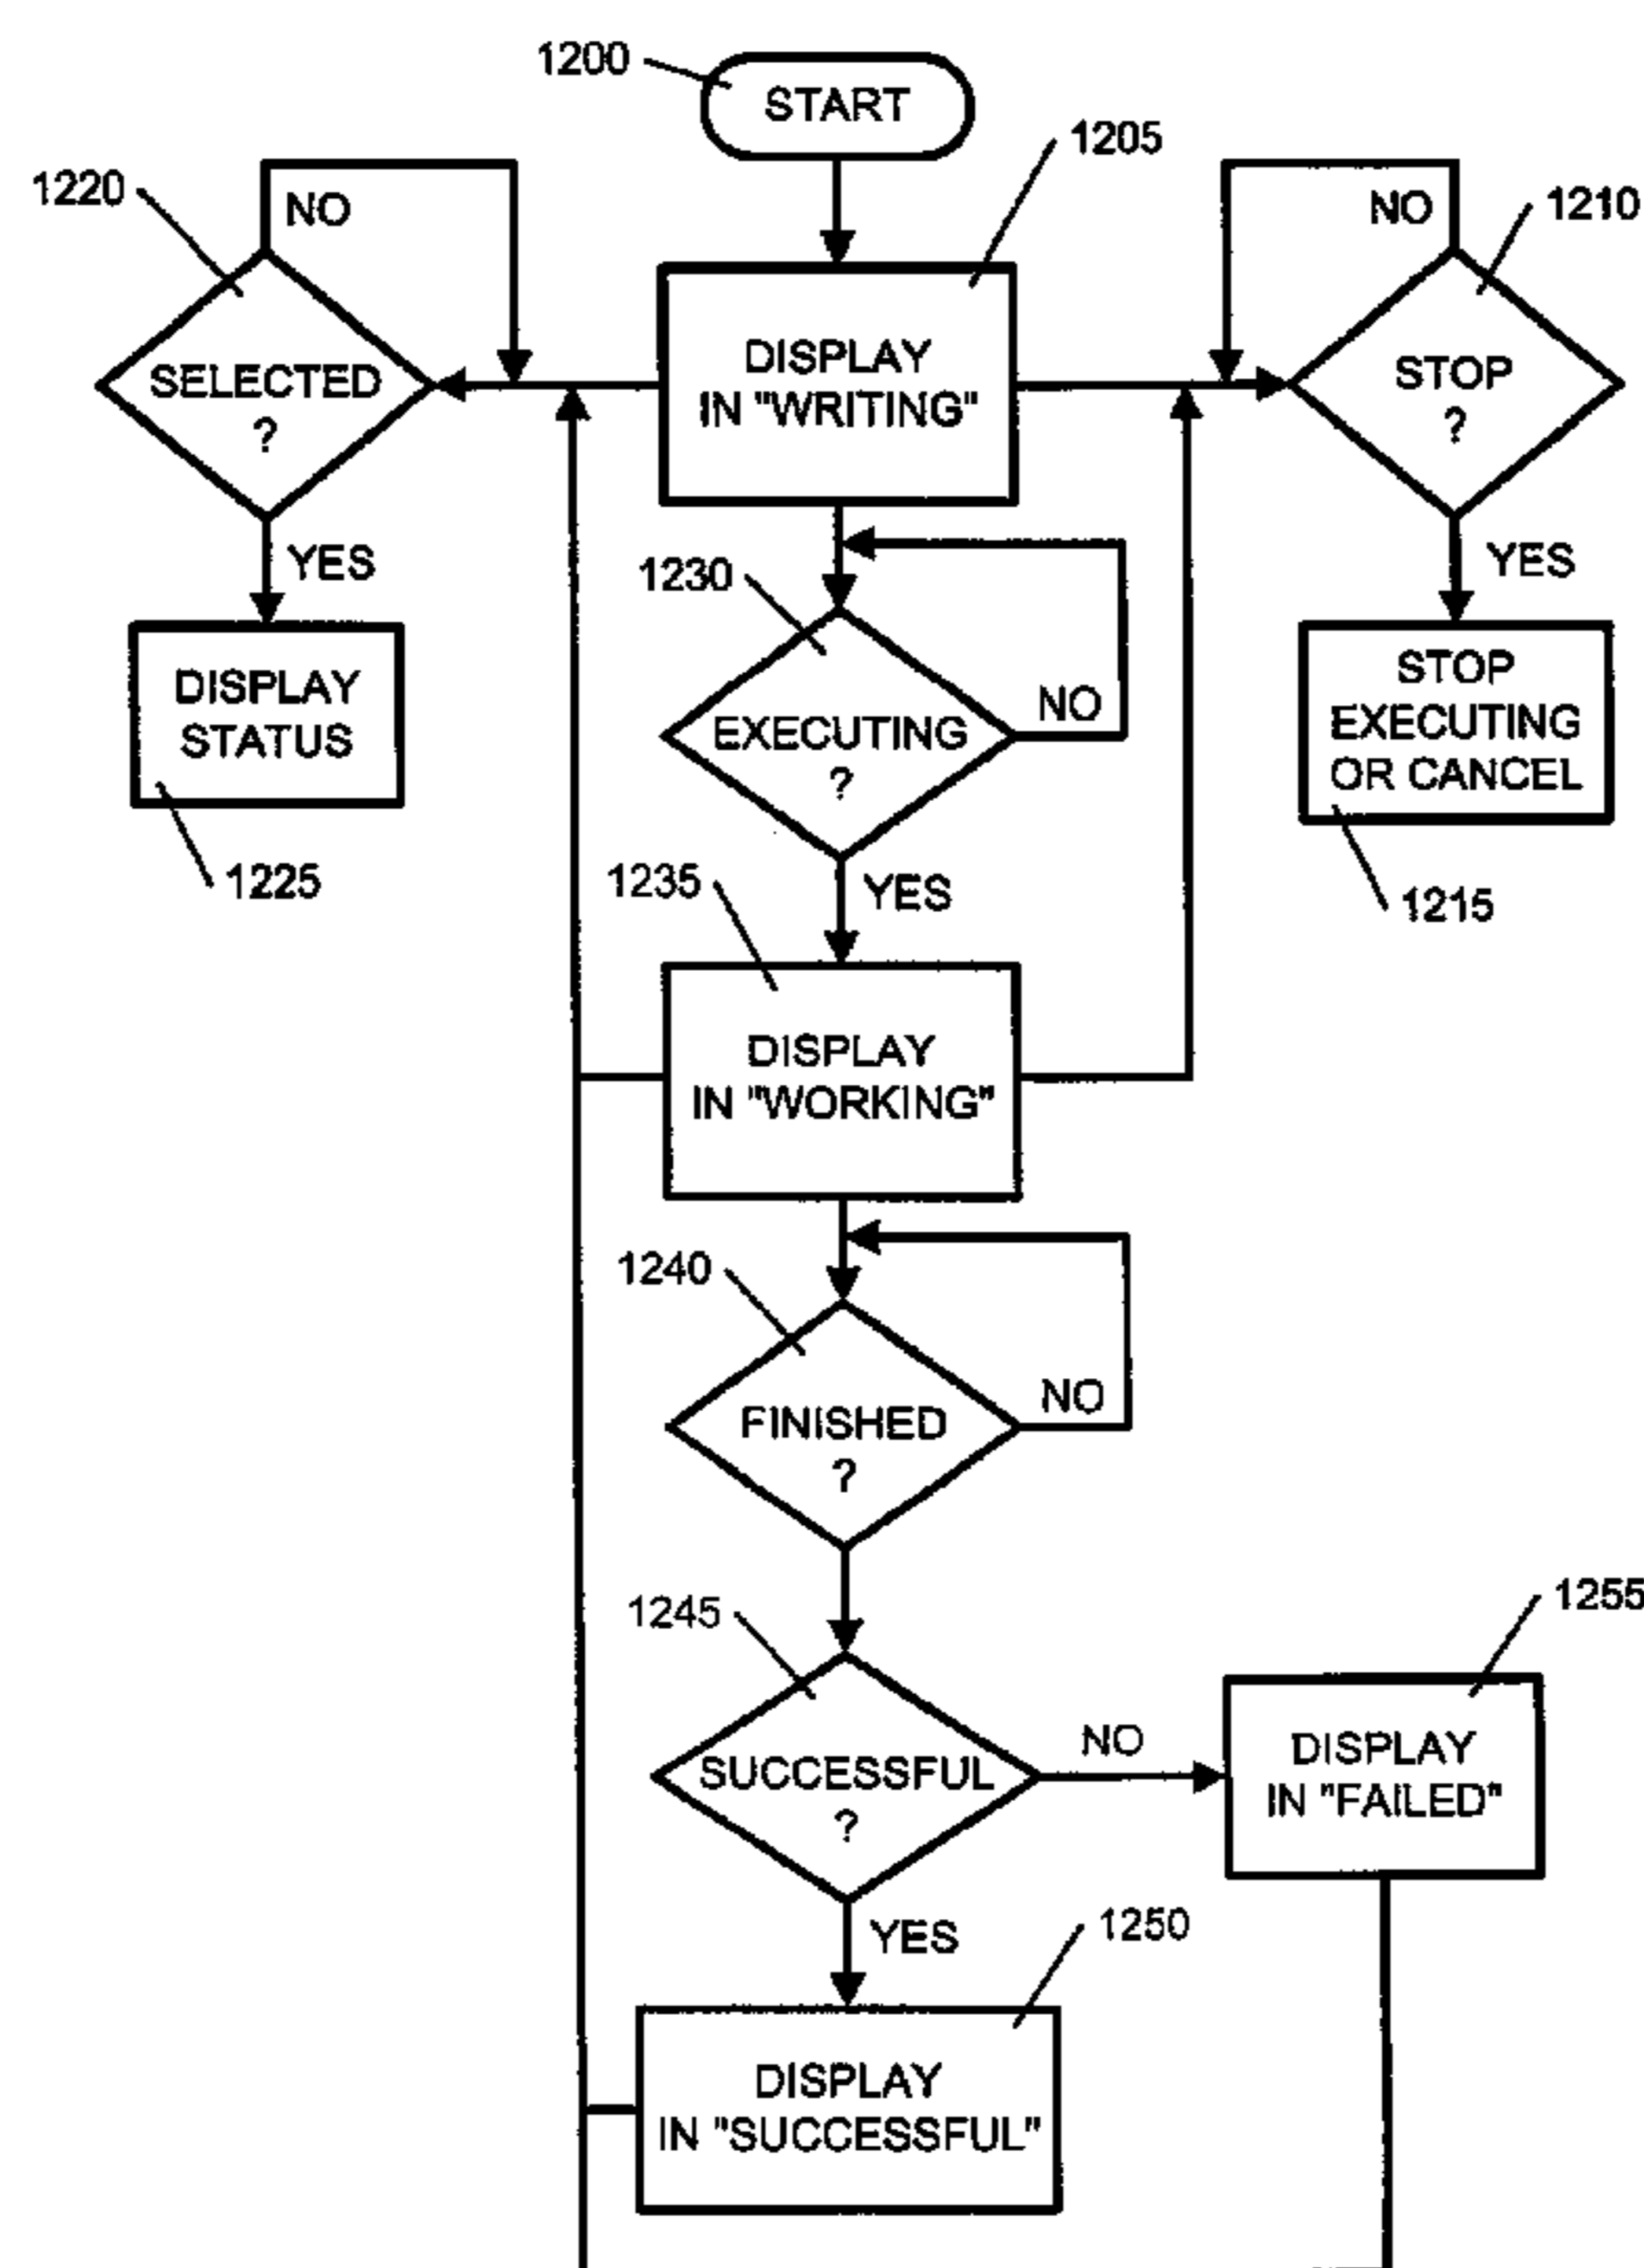 1200
START
1205
1220
NO
NO
1210
DISPLAY
IN "WRITING"
SELECTED
?
STOP
?
YES
YES
1230
DISPLAY
STATUS
EXECUTING
?
NO
STOP
EXECUTING
OR CANCEL
1225
1235
YES
1215
DISPLAY
IN "WORKING"
1240
FINISHED
?
NO
1245
1255
SUCCESSFUL
?
NO
DISPLAY
IN "FAILED"
YES
1250
DISPLAY
IN "SUCCESSFUL"